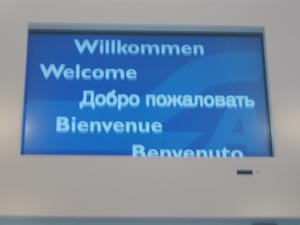 Willkommen
Welcome
Добро пожаловать
Bienvenue
Benvenuto